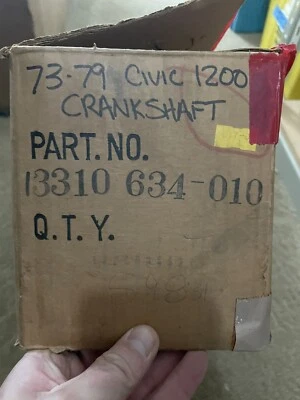 73-79 CIVIC 1200
CRANKSHAFT
PART. NO.
13310 634-010
Q.T.Y.